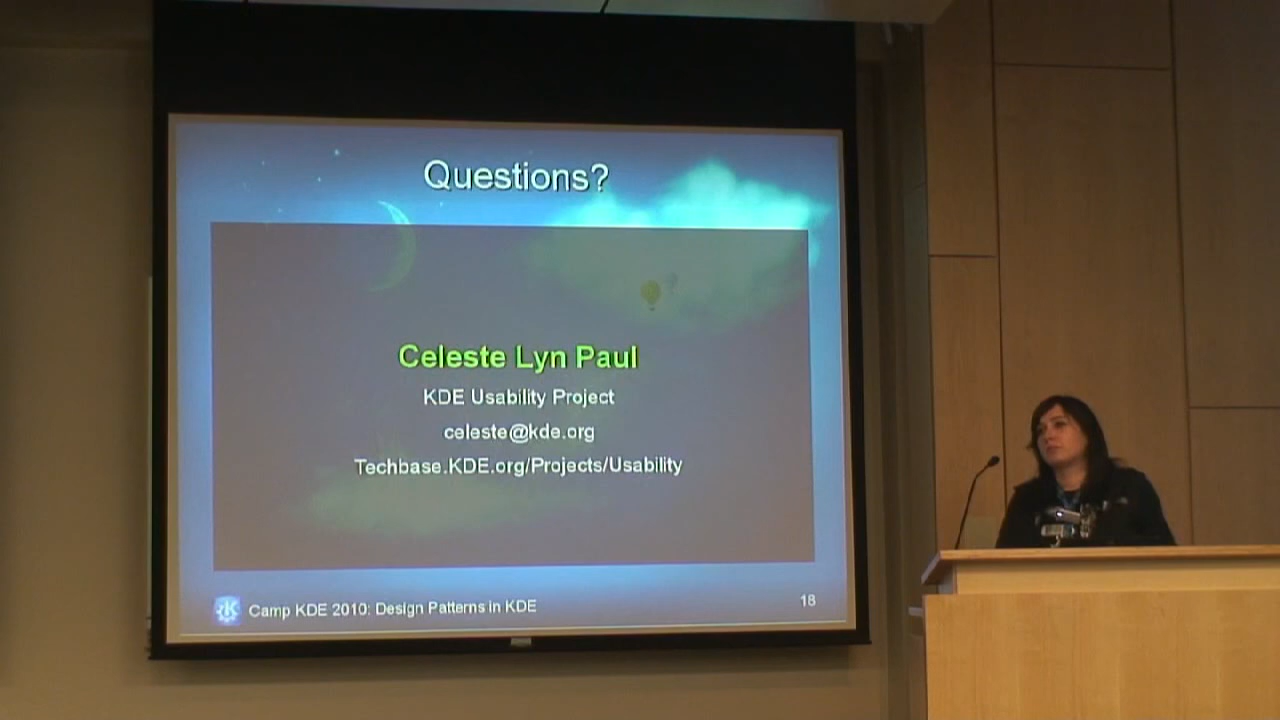 Questions?
Celeste Lyn Paul
KDE Usability Project
celeste@kde.org
Techbase.KDE.org/Projects/Usability
Camp KDE 2010: Design Patterns in KDE
18